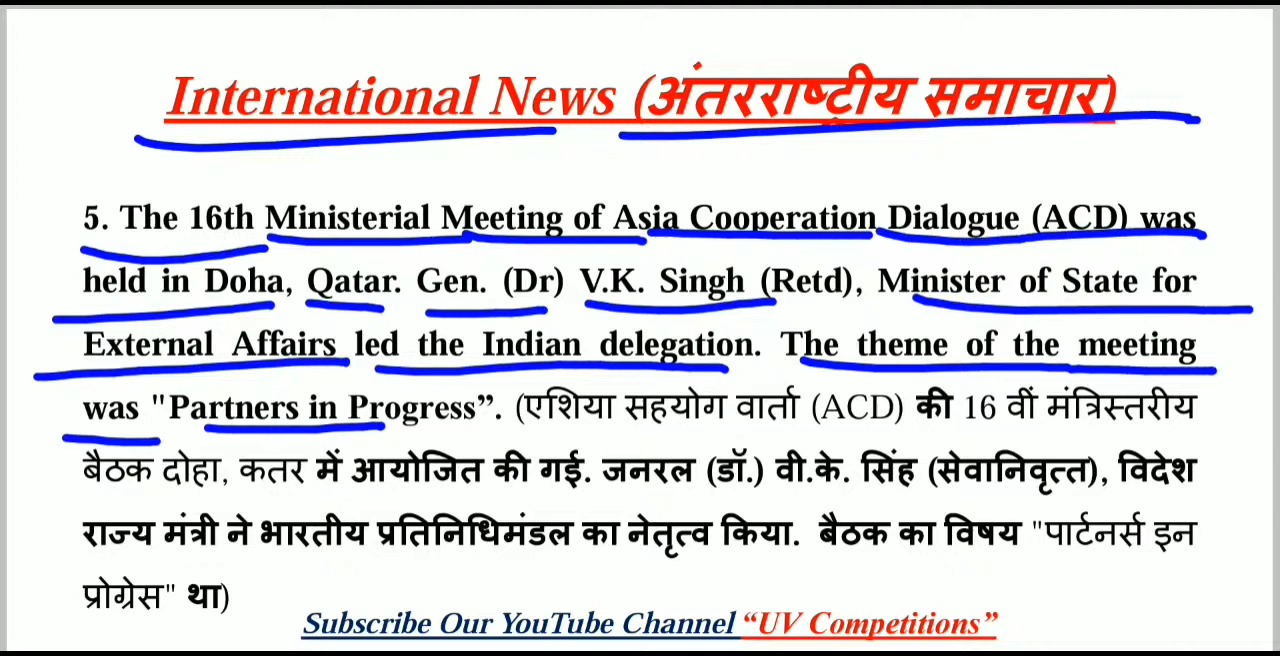 International News (अंतरराष्ट्रीय समाचार)
5. The 16th Ministerial Meeting of Asia Cooperation Dialogue (ACD) was
held in Doha, Qatar. Gen. (Dr) V.K. Singh (Retd), Minister of State for
External Affairs led the Indian delegation. The theme of the meeting
was "Partners in Progress”. (एशिया सहयोग वार्ता (ACD) की 16 वीं मंत्रिस्तरीय
बैठक दोहा, कतर में आयोजित की गई. जनरल (डॉ.) वी.के. सिंह (सेवानिवृत्त), विदेश
राज्य मंत्री ने भारतीय प्रतिनिधिमंडल का नेतृत्व किया. बैठक का विषय "पार्टनर्स इन
प्रोग्रेस" था)
Subscribe Our YouTube Channel “UV Competitions”